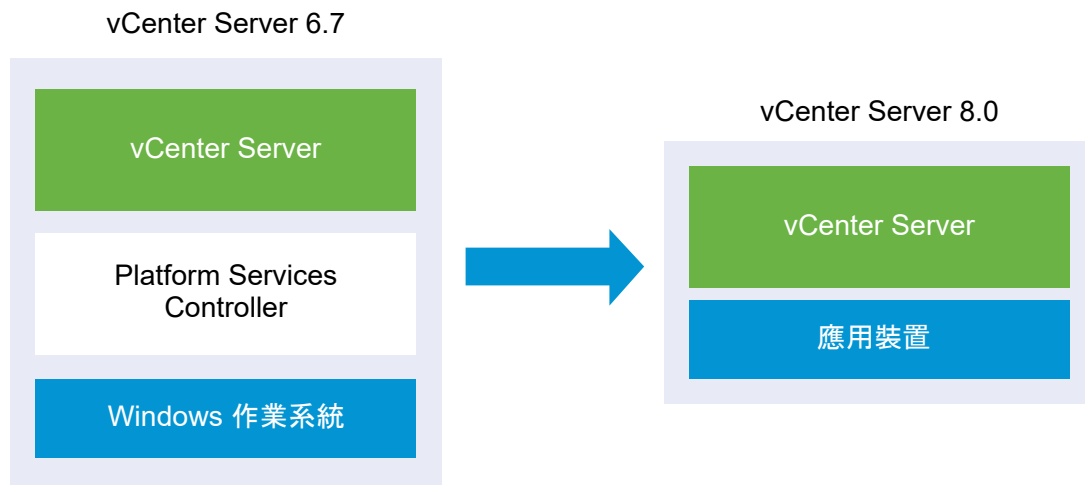 vCenter Server 6.7
vCenter Server
Platform Services
Controller
Windows 作業系統
vCenter Server 8.0
vCenter Server
應用裝置